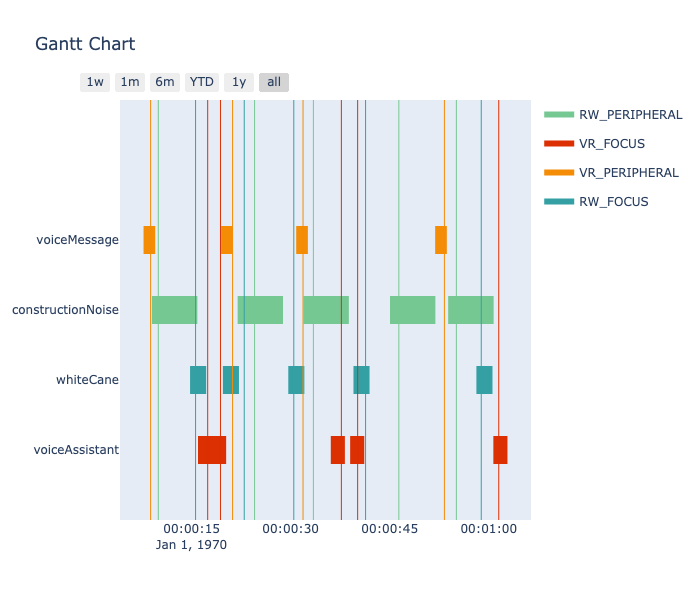 Gantt Chart
1w 1m 6m YTD 1y all
RW_PERIPHERAL
VR_FOCUS
VR_PERIPHERAL
RW_FOCUS
voiceMessage
constructionNoise
whiteCane
voiceAssistant
00:00:15 00:00:30 00:00:45 00:01:00
Jan 1, 1970